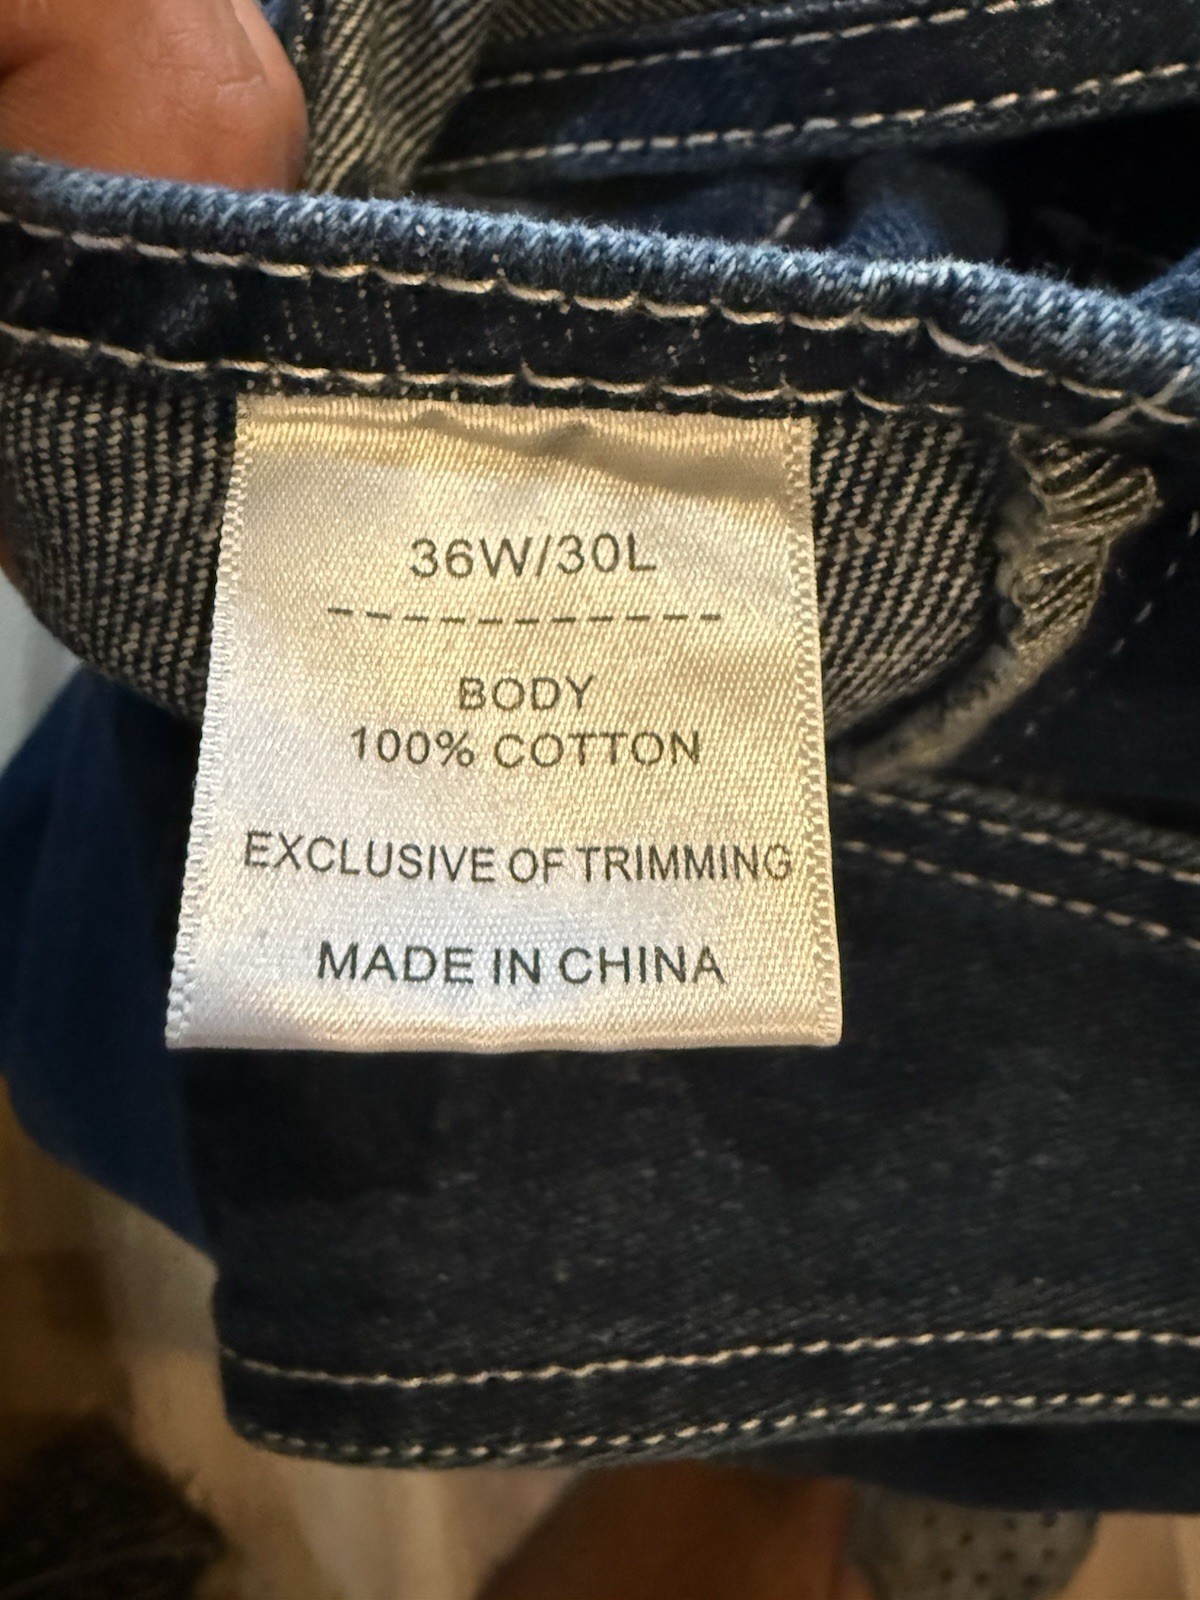 36W/30L
------------
BODY
100% COTTON
EXCLUSIVE OF TRIMMING
MADE IN CHINA